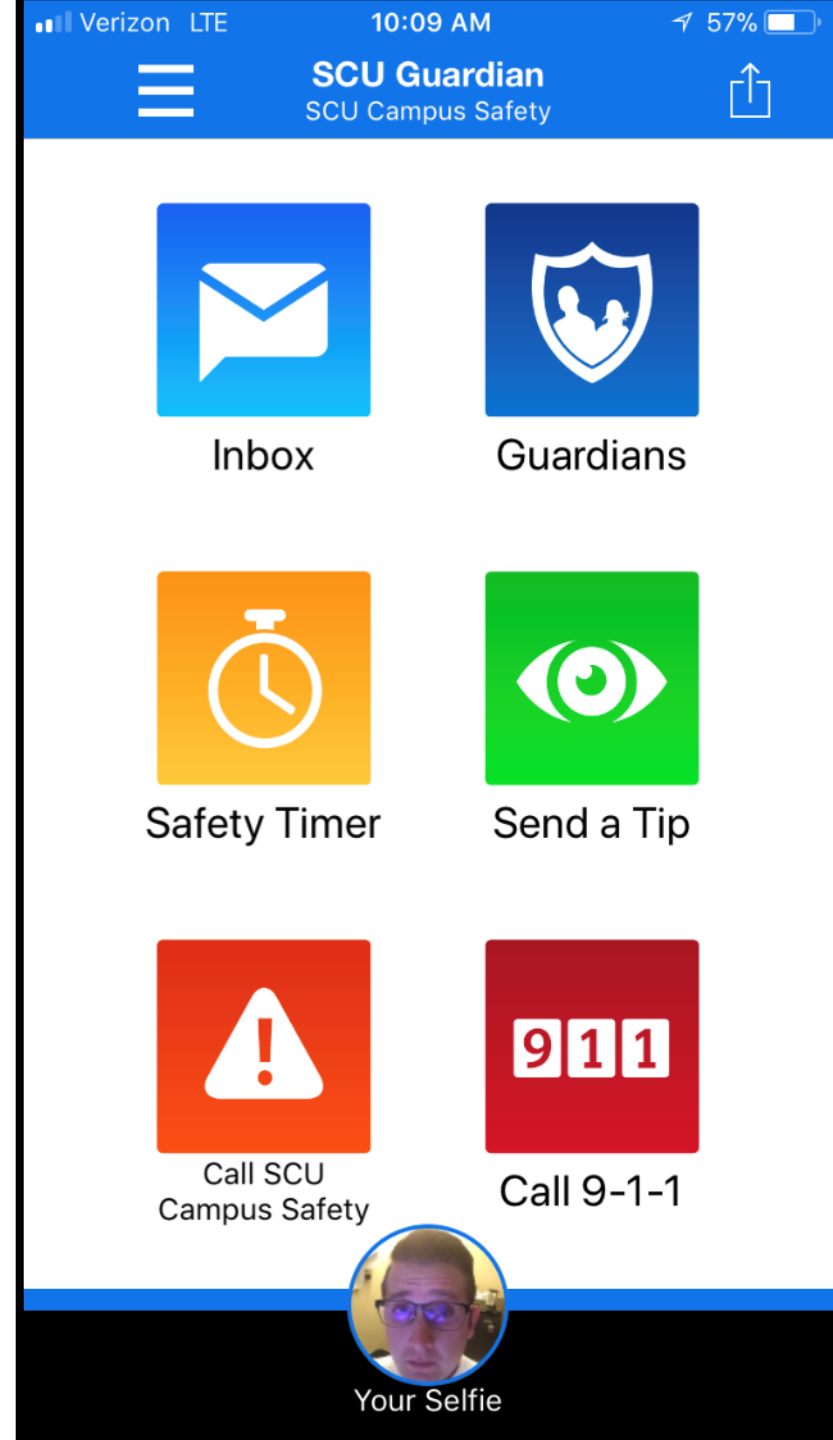 Verizon LTE 10:09 AM 57%
SCU Guardian
SCU Campus Safety
Inbox Guardians
Safety Timer Send a Tip
911
Call SCU
Campus Safety
Call 9-1-1
Your Selfie